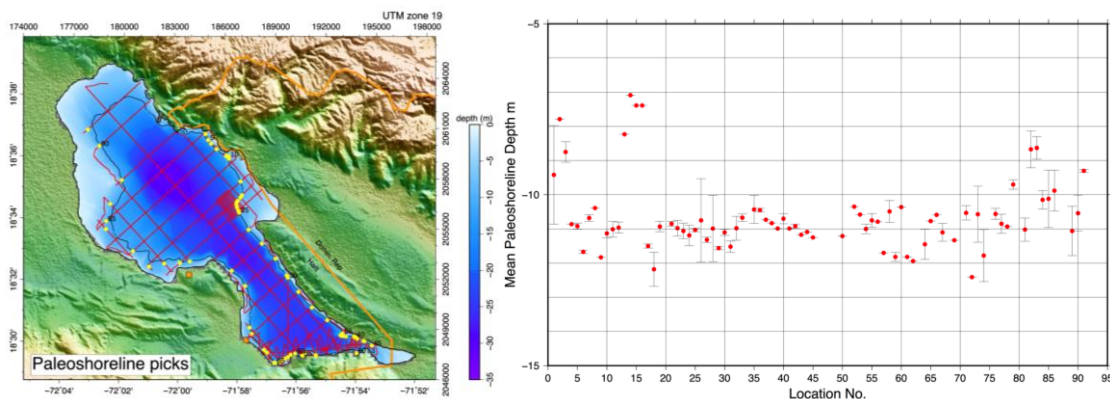 UTM zone 19
174000 177000 180000 183000 186000 189000 192000 195000 198000
18˚38'
18˚36'
18˚34'
18˚32'
18˚30'
2064000
2061000
2058000
2055000
2052000
2049000
2046000
Dominican Rep
Haiti
Paleoshoreline picks
−72˚04' −72˚02' −72˚00' −71˚58' −71˚56' −71˚54' −71˚52'
depth (m)
0
−5
−10
−15
−20
−25
−30
−35
Mean Paleoshoreline Depth m
−5
−10
−15
0 5 10 15 20 25 30 35 40 45 50 55 60 65 70 75 80 85 90 95
Location No.